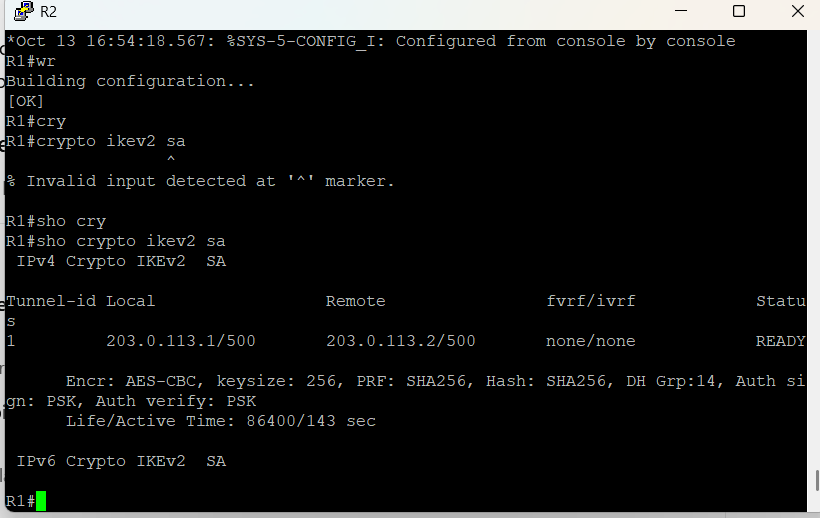 R2
*Oct 13 16:54:18.567: %SYS-5-CONFIG_I: Configured from console by console
R1#wr
Building configuration...
[OK]
R1#cry
R1#crypto ikev2 sa
                ^
% Invalid input detected at '^' marker.
R1#sho cry
R1#sho crypto ikev2 sa
 IPv4 Crypto IKEv2  SA
Tunnel-id Local                 Remote                fvrf/ivrf            Statu
s
1         203.0.113.1/500       203.0.113.2/500       none/none            READY
      Encr: AES-CBC, keysize: 256, PRF: SHA256, Hash: SHA256, DH Grp:14, Auth si
gn: PSK, Auth verify: PSK
      Life/Active Time: 86400/143 sec
 IPv6 Crypto IKEv2  SA
R1#